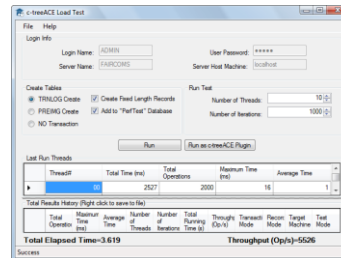 c-treeACE Load Test
File Help
Login Info
Login Name: ADMIN User Password: *****
Server Name: FAIRCOMS Server Host Machine: localhost
Create Tables Run Test
TRNLOG Create Create Fixed Length Records Number of Threads: 10
PREIMG Create Add to "PerfTest" Database Number of Iterations: 1000
NO Transaction
Run Run as c-treeACE Plugin
Last Run Threads
Thread# Total Time (ms) Total Operations Maximum Time (ms) Average Time
00 2527 2000 16 1
Total Results History (Right click to save to file)
Total Operatior Maximun Time (ms) Average Time Number of Threads Number of Iterations Total Running Time (s) Throughp (Op/s) Transacti Mode Recon Mode Target Machine Test Mode
Total Elapsed Time=3.619 Throughput (Op/s)=5526
Success